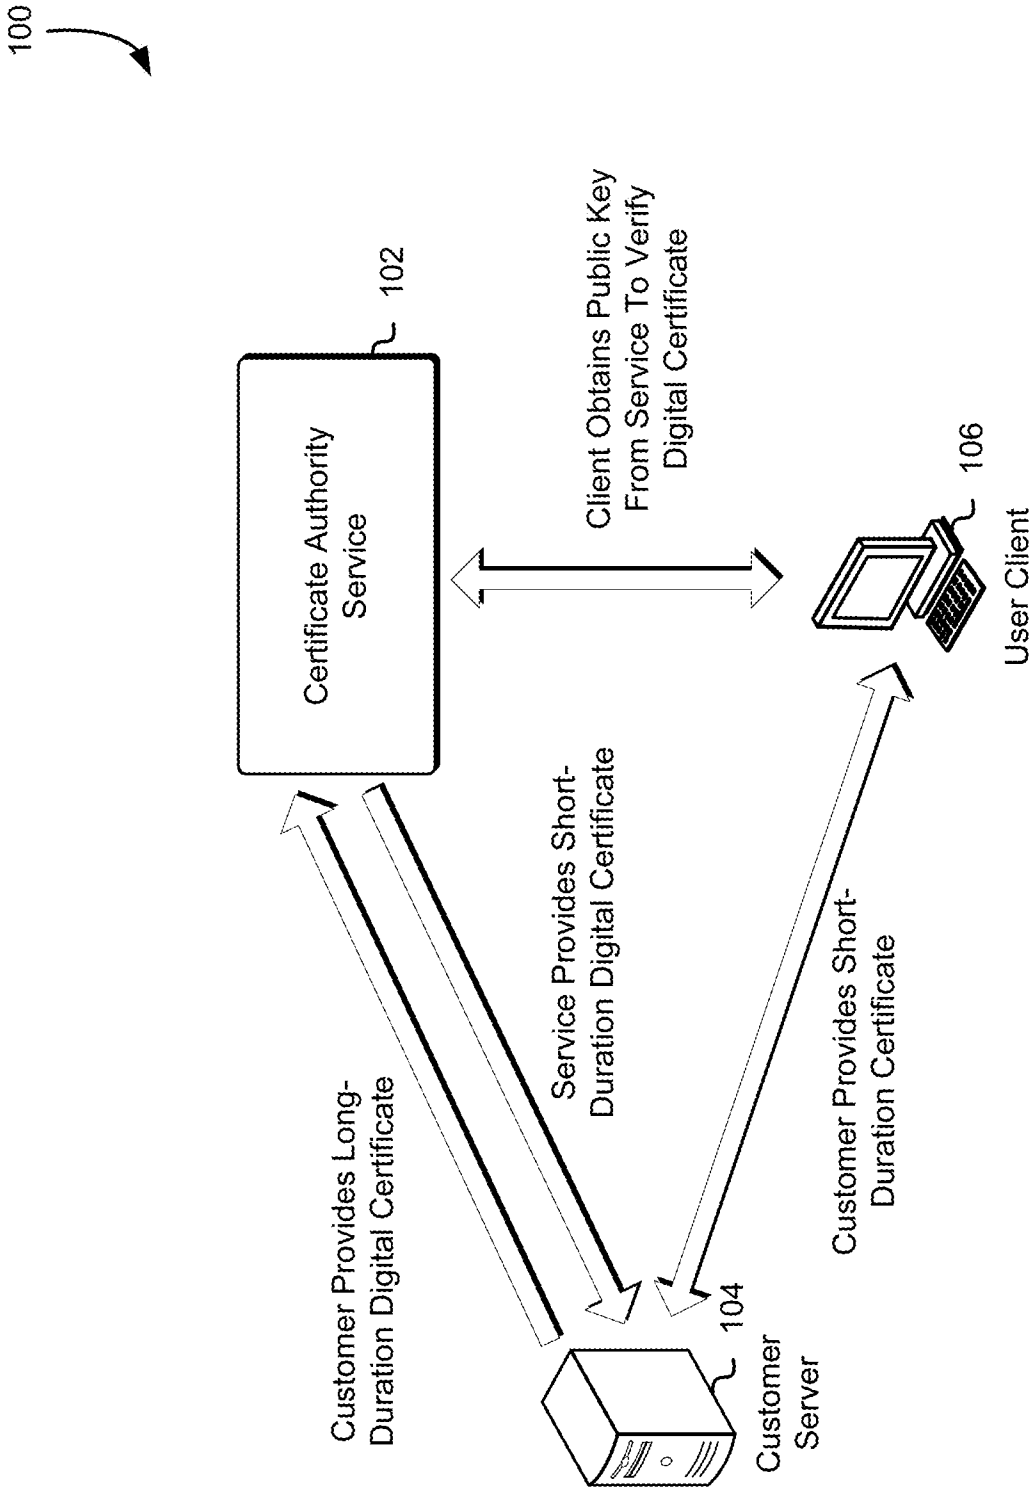 100
Certificate Authority
Service
102
Customer Provides Long-
Duration Digital Certificate
Service Provides Short-
Duration Digital Certificate
Client Obtains Public Key
From Service To Verify
Digital Certificate
Customer Provides Short-
Duration Certificate
104
Customer
Server
106
User Client